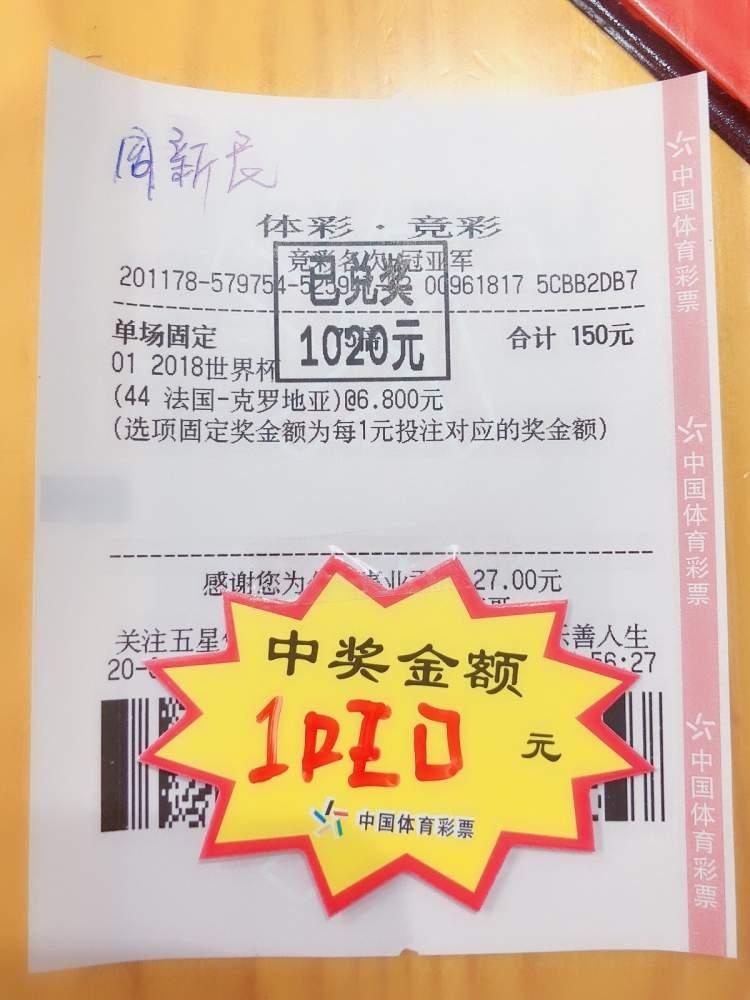 周新长
体彩·竞彩
竞彩名次 冠亚军
201178-579754-5 00961817 5CBB2DB7
已兑奖
1020元
单场固定 合计 150元
01 2018世界杯
(44 法国-克罗地亚)@6.800元
(选项固定奖金额为每1元投注对应的奖金额)
感谢您为 27.00元
关注五星 善人生
20- 56:27
中奖金额
1020 元
中国体育彩票
中国体育彩票
中国体育彩票
中国体育彩票